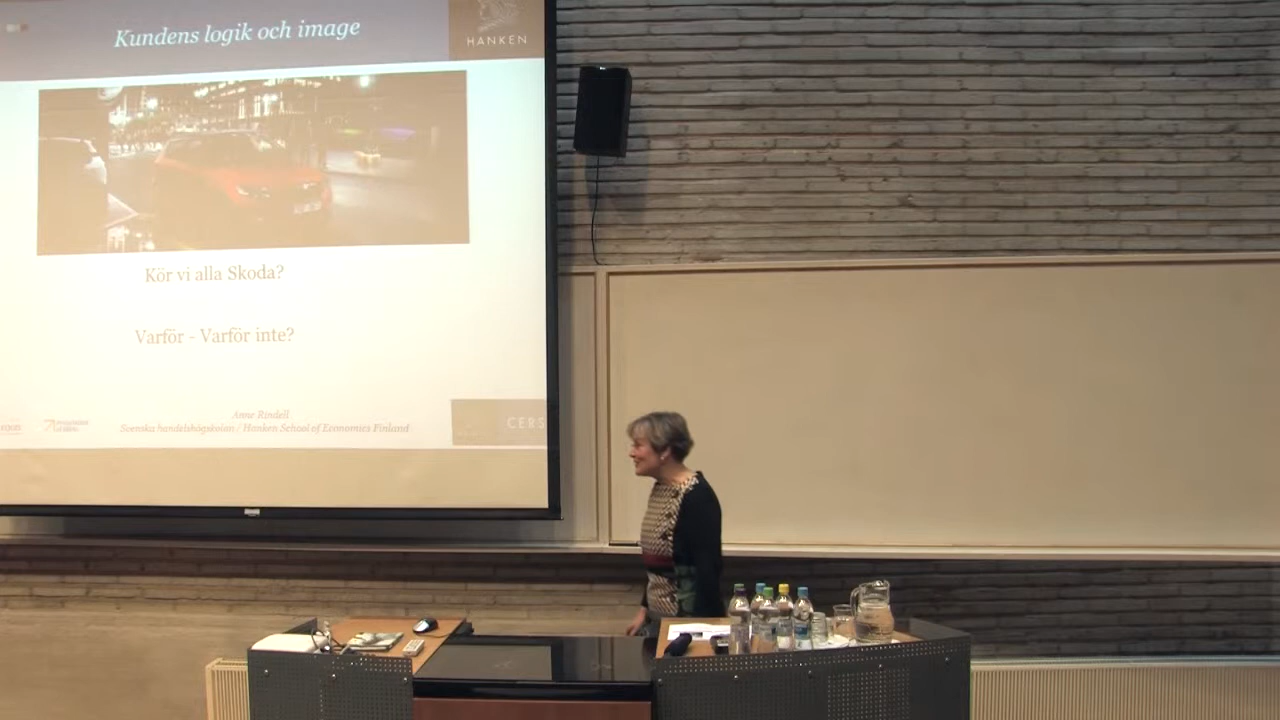 Kundens logik och image
HANKEN
Kör vi alla Skoda?
Varför - Varför inte?
Anne Rindell
Svenska handelshögskolan / Hanken School of Economics Finland
CERS